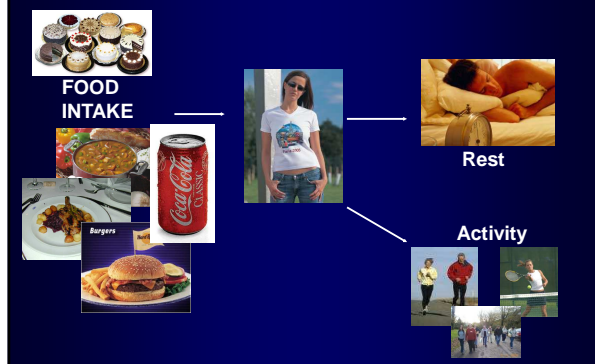 FOOD
INTAKE
Coca-Cola
CLASSIC
Burgers
Rest
Activity